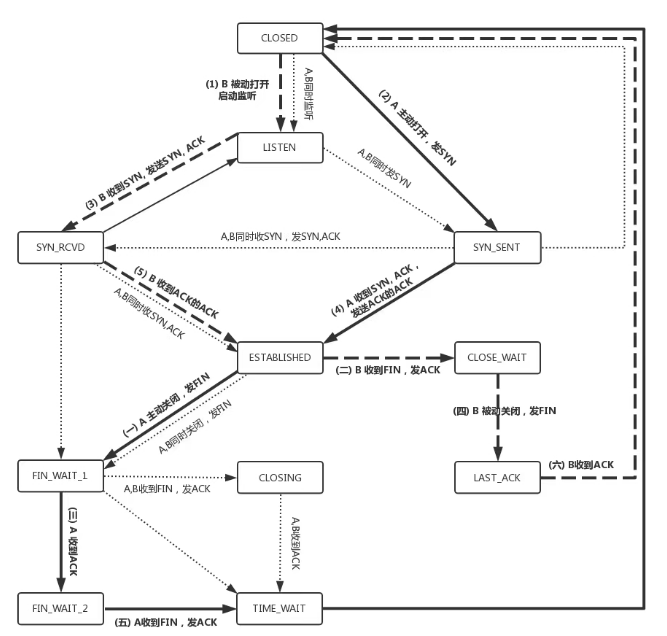 CLOSED
(1) B 被动打开
启动监听
A,B同时监听
(2) A 主动打开，发SYN
LISTEN
(3) B 收到SYN, 发送SYN, ACK
A,B同时发SYN
SYN_RCVD
A,B同时收SYN，发SYN,ACK
SYN_SENT
(5) B 收到ACK的ACK
A,B同时收SYN,ACK
(4) A 收到SYN, ACK，
发送ACK的ACK
ESTABLISHED
(二) B 收到FIN，发ACK
CLOSE_WAIT
(一) A 主动关闭，发FIN
A,B同时关闭，发FIN
(四) B 被动关闭，发FIN
FIN_WAIT_1
A,B收到FIN，发ACK
CLOSING
LAST_ACK
(六) B收到ACK
(三) A 收到ACK
A,B收到ACK
FIN_WAIT_2
(五) A收到FIN，发ACK
TIME_WAIT